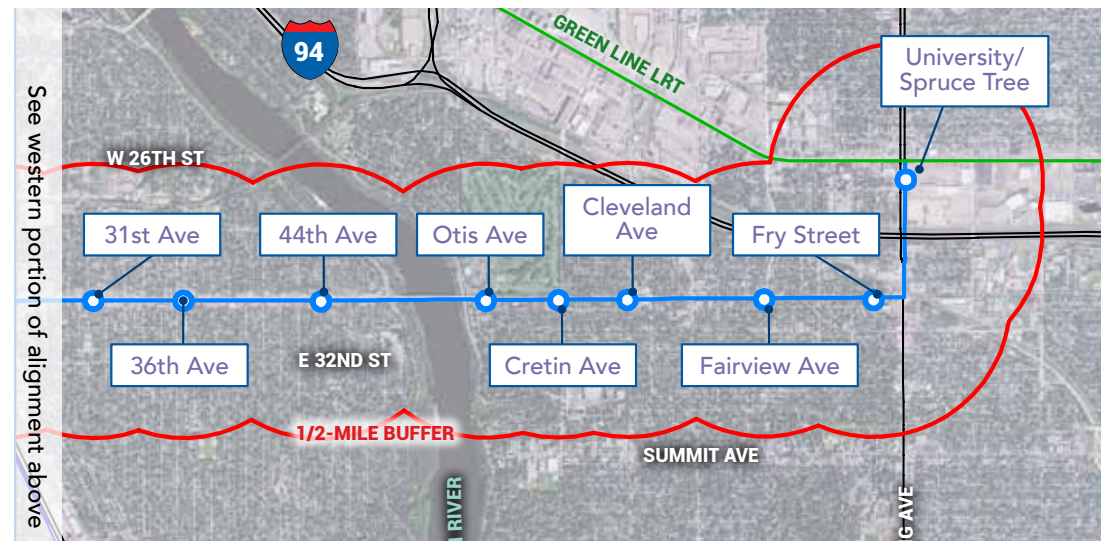 See western portion of alignment above
94
GREEN LINE LRT
University/
Spruce Tree
W 26TH ST
31st Ave
44th Ave
Otis Ave
Cleveland
Ave
Fry Street
36th Ave
E 32ND ST
Cretin Ave
Fairview Ave
1/2-MILE BUFFER
SUMMIT AVE
RIVER
G AVE